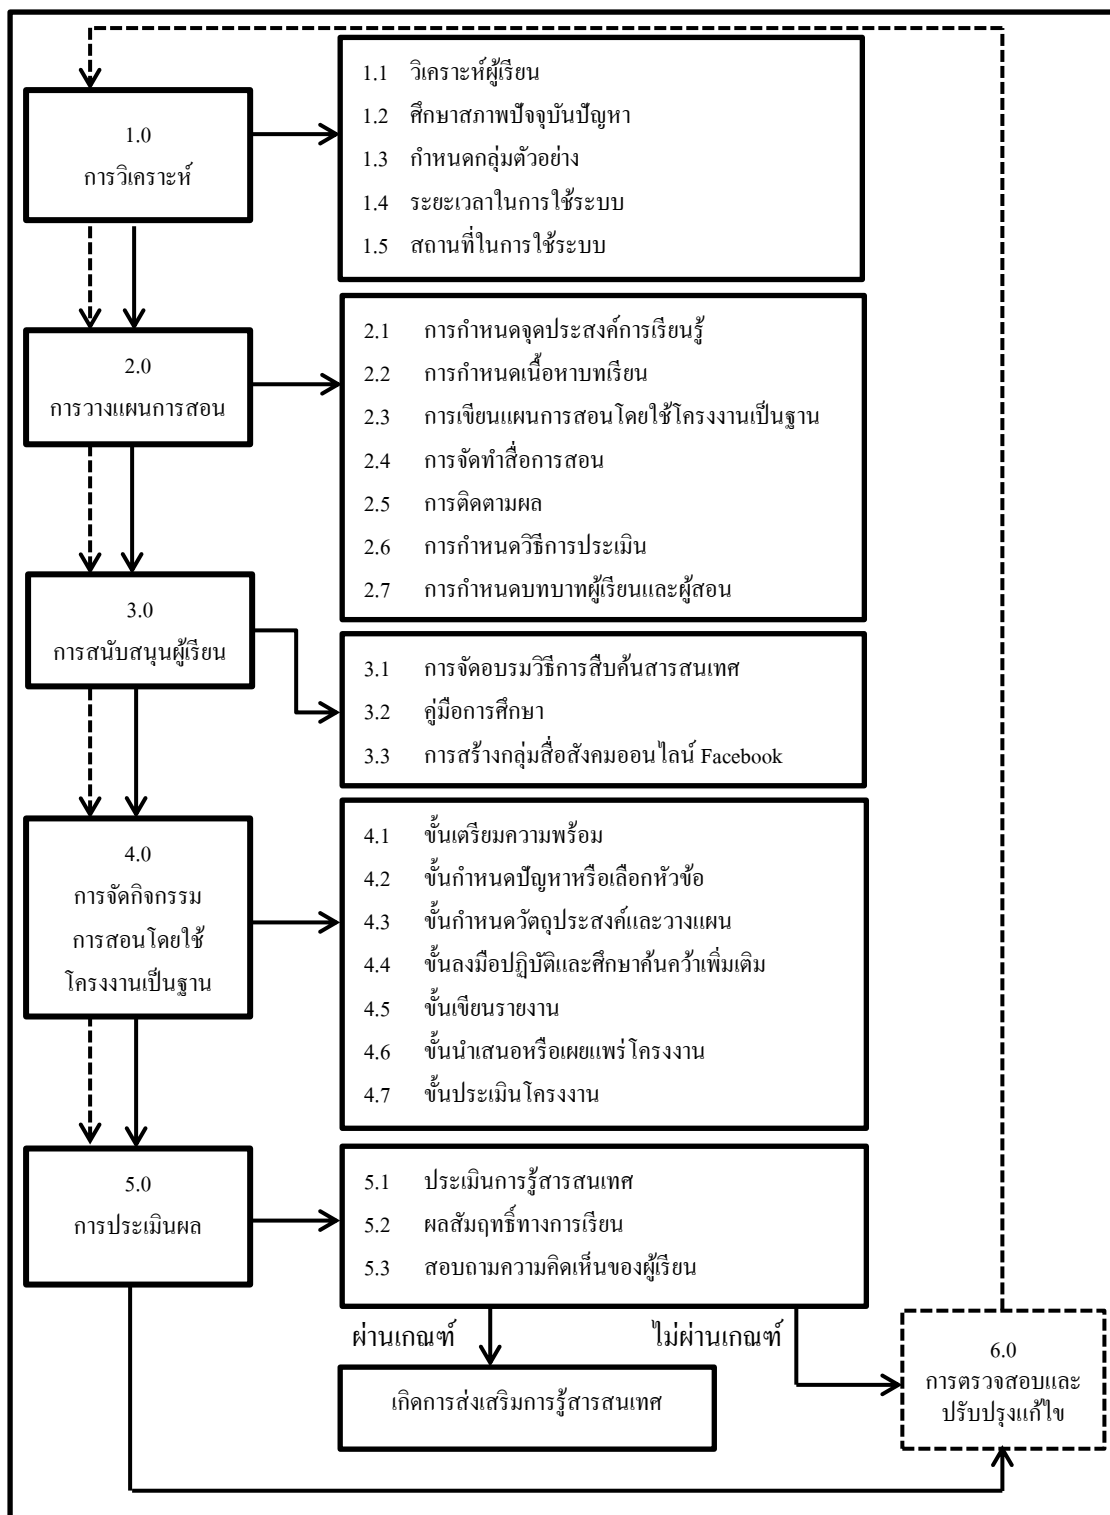 1.0
การวิเคราะห์
1.1 วิเคราะห์ผู้เรียน
1.2 ศึกษาสภาพปัจจุบันปัญหา
1.3 กำหนดกลุ่มตัวอย่าง
1.4 ระยะเวลาในการใช้ระบบ
1.5 สถานที่ในการใช้ระบบ
2.0
การวางแผนการสอน
2.1 การกำหนดจุดประสงค์การเรียนรู้
2.2 การกำหนดเนื้อหาบทเรียน
2.3 การเขียนแผนการสอนโดยใช้โครงงานเป็นฐาน
2.4 การจัดทำสื่อการสอน
2.5 การติดตามผล
2.6 การกำหนดวิธีการประเมิน
2.7 การกำหนดบทบาทผู้เรียนและผู้สอน
3.0
การสนับสนุนผู้เรียน
3.1 การจัดอบรมวิธีการสืบค้นสารสนเทศ
3.2 คู่มือการศึกษา
3.3 การสร้างกลุ่มสื่อสังคมออนไลน์ Facebook
4.0
การจัดกิจกรรม
การสอนโดยใช้
โครงงานเป็นฐาน
4.1 ขั้นเตรียมความพร้อม
4.2 ขั้นกำหนดปัญหาหรือเลือกหัวข้อ
4.3 ขั้นกำหนดวัตถุประสงค์และวางแผน
4.4 ขั้นลงมือปฏิบัติและศึกษาค้นคว้าเพิ่มเติม
4.5 ขั้นเขียนรายงาน
4.6 ขั้นนำเสนอหรือเผยแพร่โครงงาน
4.7 ขั้นประเมินโครงงาน
5.0
การประเมินผล
5.1 ประเมินการรู้สารสนเทศ
5.2 ผลสัมฤทธิ์ทางการเรียน
5.3 สอบถามความคิดเห็นของผู้เรียน
ผ่านเกณฑ์
ไม่ผ่านเกณฑ์
เกิดการส่งเสริมการรู้สารสนเทศ
6.0
การตรวจสอบและ
ปรับปรุงแก้ไข